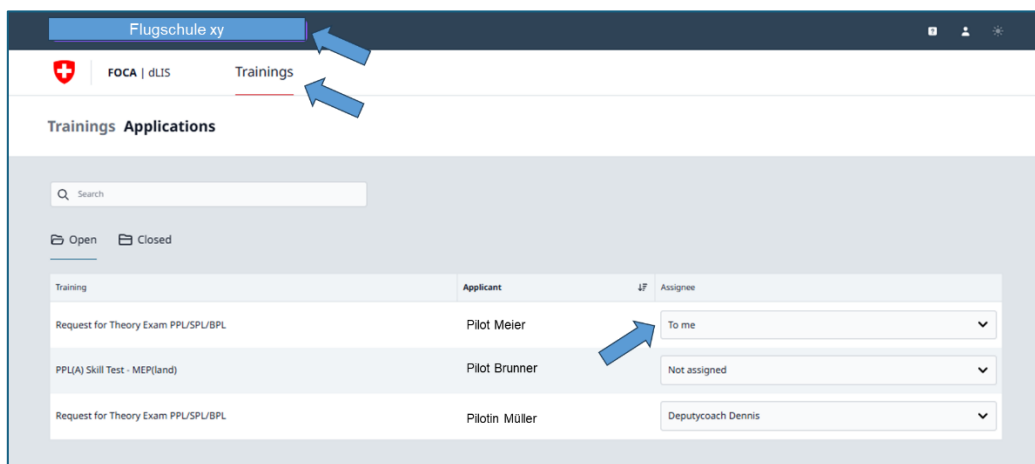 Flugschule xy
FOCA | dLIS Trainings
Trainings Applications
Search
Open Closed
Training Applicant Assignee
Request for Theory Exam PPL/SPL/BPL Pilot Meier To me
PPL(A) Skill Test - MEP(land) Pilot Brunner Not assigned
Request for Theory Exam PPL/SPL/BPL Pilotin Müller Deputycoach Dennis